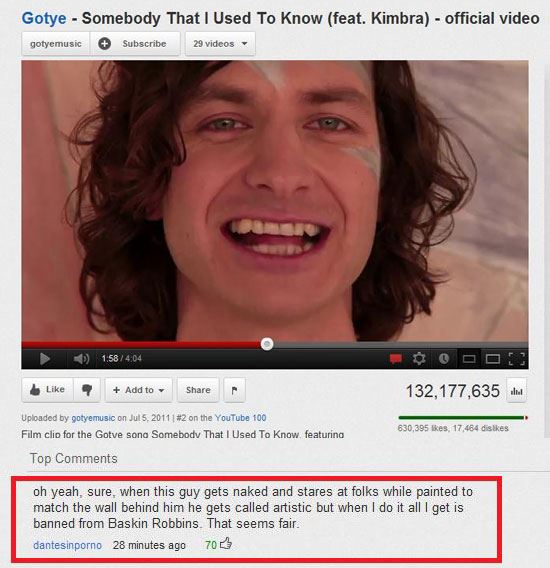 Gotye - Somebody That I Used To Know (feat. Kimbra) - official video
gotyemusic + Subscribe 29 videos
1:58 / 4:04
Like + Add to Share 132,177,635
Uploaded by gotyemusic on Jul 5, 2011 | #2 on the YouTube 100
630,395 likes, 17,464 dislikes
Film clip for the Gotye song Somebody That I Used To Know, featuring
Top Comments
oh yeah, sure, when this guy gets naked and stares at folks while painted to
match the wall behind him he gets called artistic but when I do it all I get is
banned from Baskin Robbins. That seems fair.
dantesinporno 28 minutes ago 70